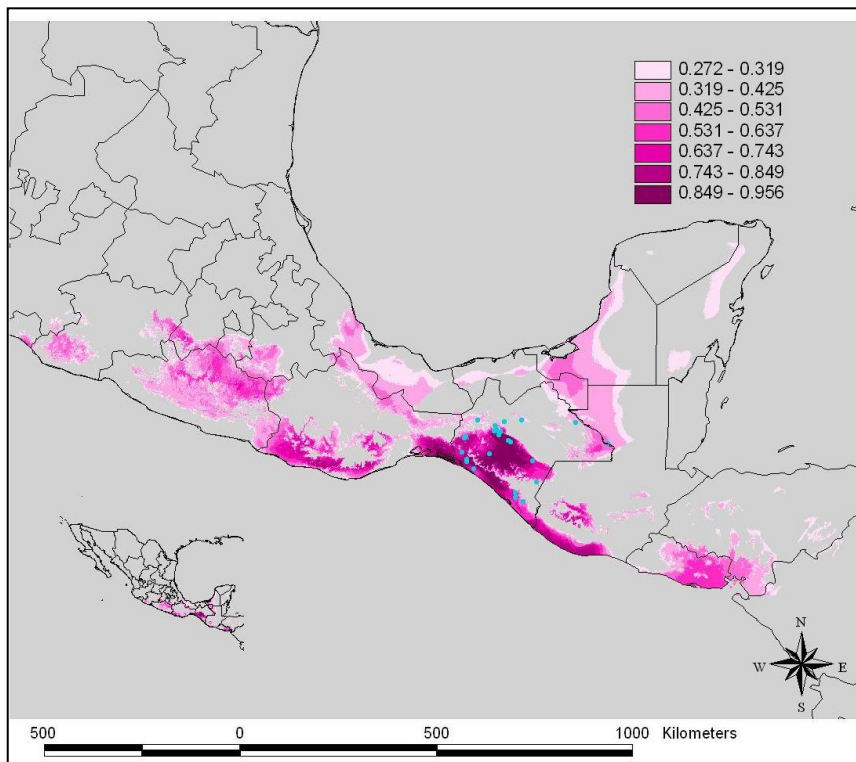 0.272 - 0.319
0.319 - 0.425
0.425 - 0.531
0.531 - 0.637
0.637 - 0.743
0.743 - 0.849
0.849 - 0.956
N
W E
S
500 0 500 1000 Kilometers